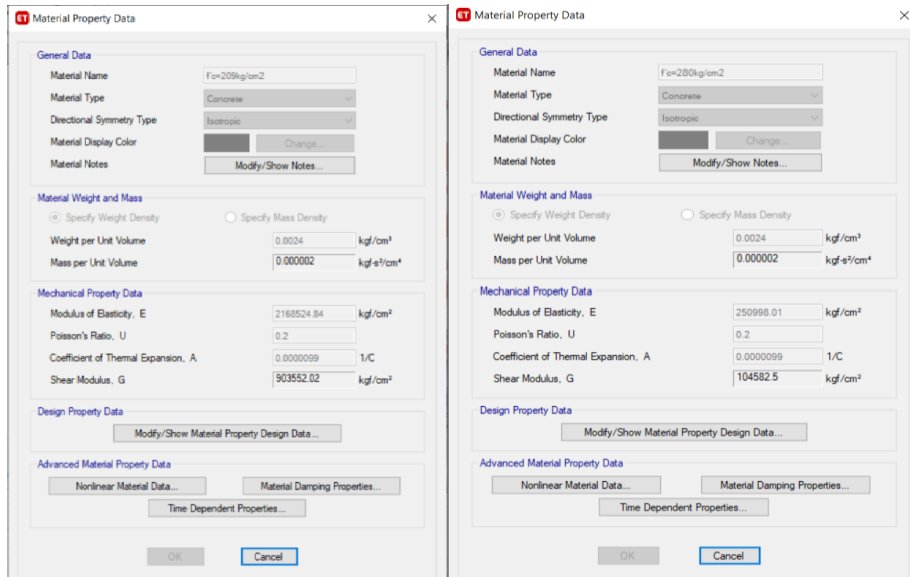 ET Material Property Data
General Data
Material Name f'c=209kg/cm2
Material Type Concrete
Directional Symmetry Type Isotropic
Material Display Color Change...
Material Notes Modify/Show Notes...
Material Weight and Mass
Specify Weight Density Specify Mass Density
Weight per Unit Volume 0.0024 kgf/cm³
Mass per Unit Volume 0.000002 kgf-s²/cm⁴
Mechanical Property Data
Modulus of Elasticity, E 2168524.84 kgf/cm²
Poisson's Ratio, U 0.2
Coefficient of Thermal Expansion, A 0.0000099 1/C
Shear Modulus, G 903552.02 kgf/cm²
Design Property Data
Modify/Show Material Property Design Data...
Advanced Material Property Data
Nonlinear Material Data... Material Damping Properties...
Time Dependent Properties...
OK Cancel
ET Material Property Data
General Data
Material Name f'c=280kg/cm2
Material Type Concrete
Directional Symmetry Type Isotropic
Material Display Color Change...
Material Notes Modify/Show Notes...
Material Weight and Mass
Specify Weight Density Specify Mass Density
Weight per Unit Volume 0.0024 kgf/cm³
Mass per Unit Volume 0.000002 kgf-s²/cm⁴
Mechanical Property Data
Modulus of Elasticity, E 250998.01 kgf/cm²
Poisson's Ratio, U 0.2
Coefficient of Thermal Expansion, A 0.0000099 1/C
Shear Modulus, G 104582.5 kgf/cm²
Design Property Data
Modify/Show Material Property Design Data...
Advanced Material Property Data
Nonlinear Material Data... Material Damping Properties...
Time Dependent Properties...
OK Cancel